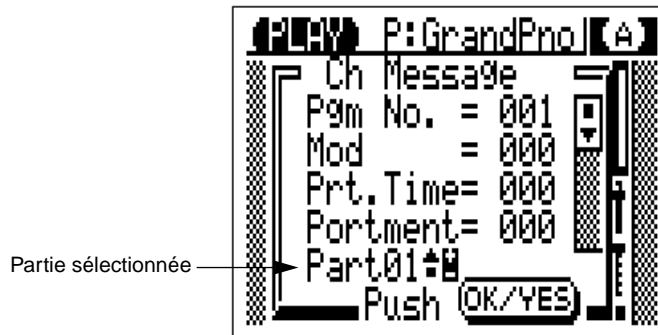 PLAY P:GrandPno (A)
Ch Message
Pgm No. = 001
Mod = 000
Prt.Time= 000
Portment= 000
Partie sélectionnée
Part01
Push OK/YES